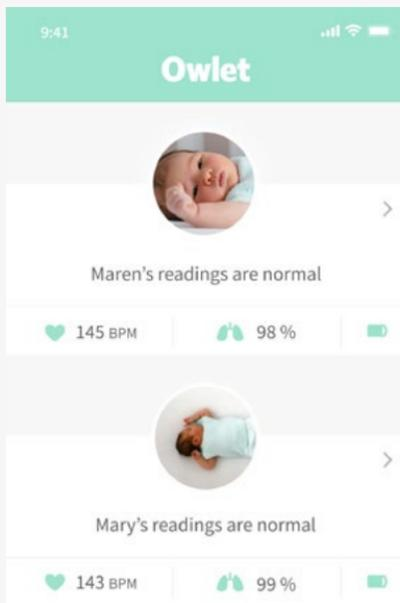 9:41
Owlet
Maren's readings are normal
145 BPM 98 %
Mary's readings are normal
143 BPM 99 %